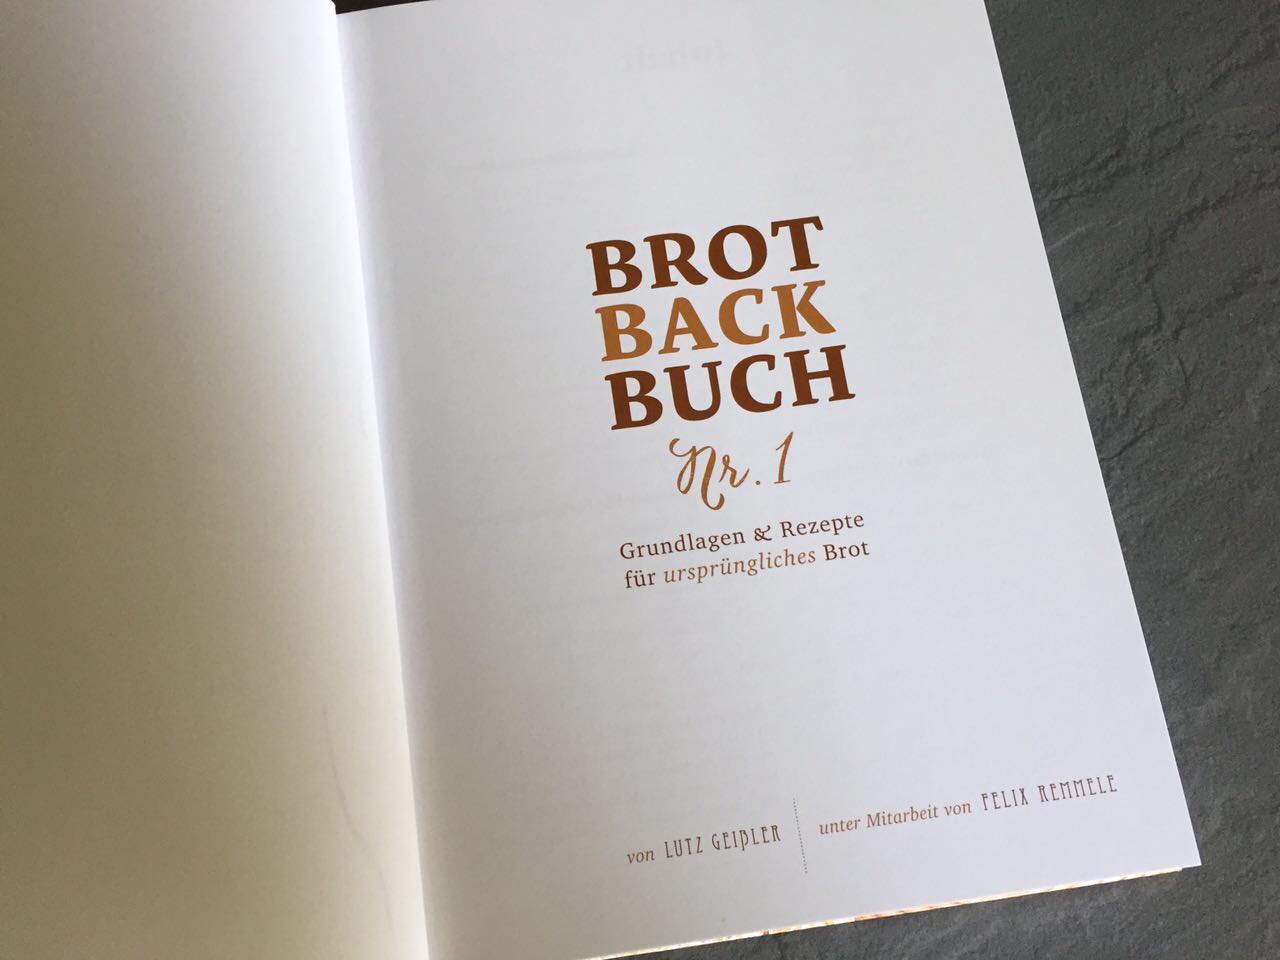 BROT
BACK
BUCH
Nr. 1
Grundlagen & Rezepte
für ursprüngliches Brot
von LUTZ GEIßLER
unter Mitarbeit von FELIX REMMELE